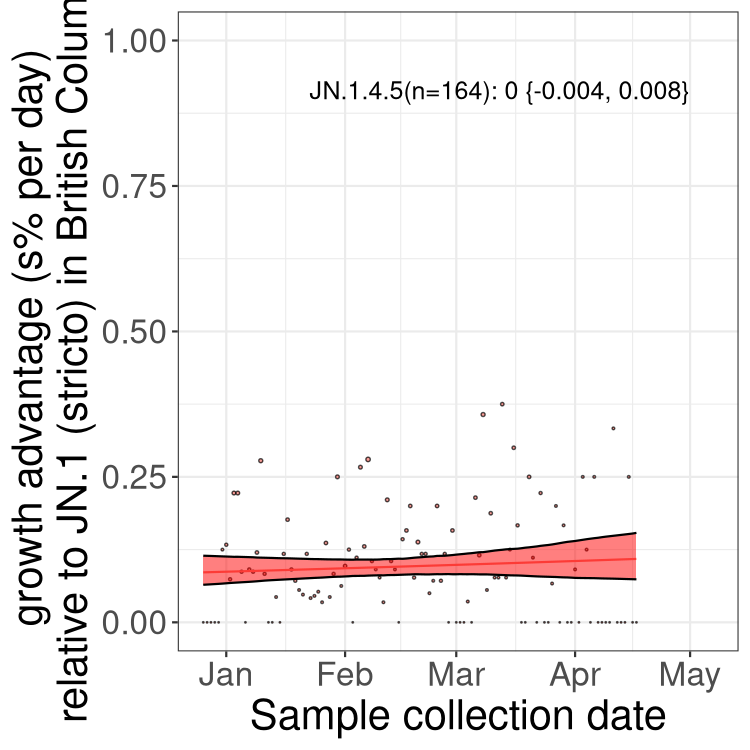 growth advantage (s% per day)
relative to JN.1 (stricto) in British Colum
1.00
0.75
0.50
0.25
0.00
JN.1.4.5(n=164): 0 {-0.004, 0.008}
Jan Feb Mar Apr May
Sample collection date